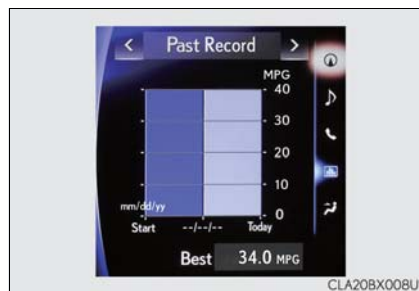 < Past Record >
MPG
40
30
20
10
0
mm/dd/yy
Start --/--/-- Today
Best 34.0 MPG
CLA20BX008U